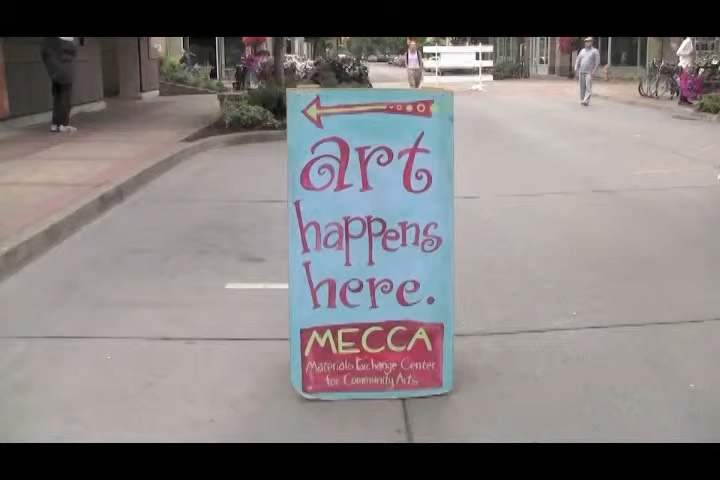 art
happens
here.
MECCA
Materials Exchange Center
for Community Arts